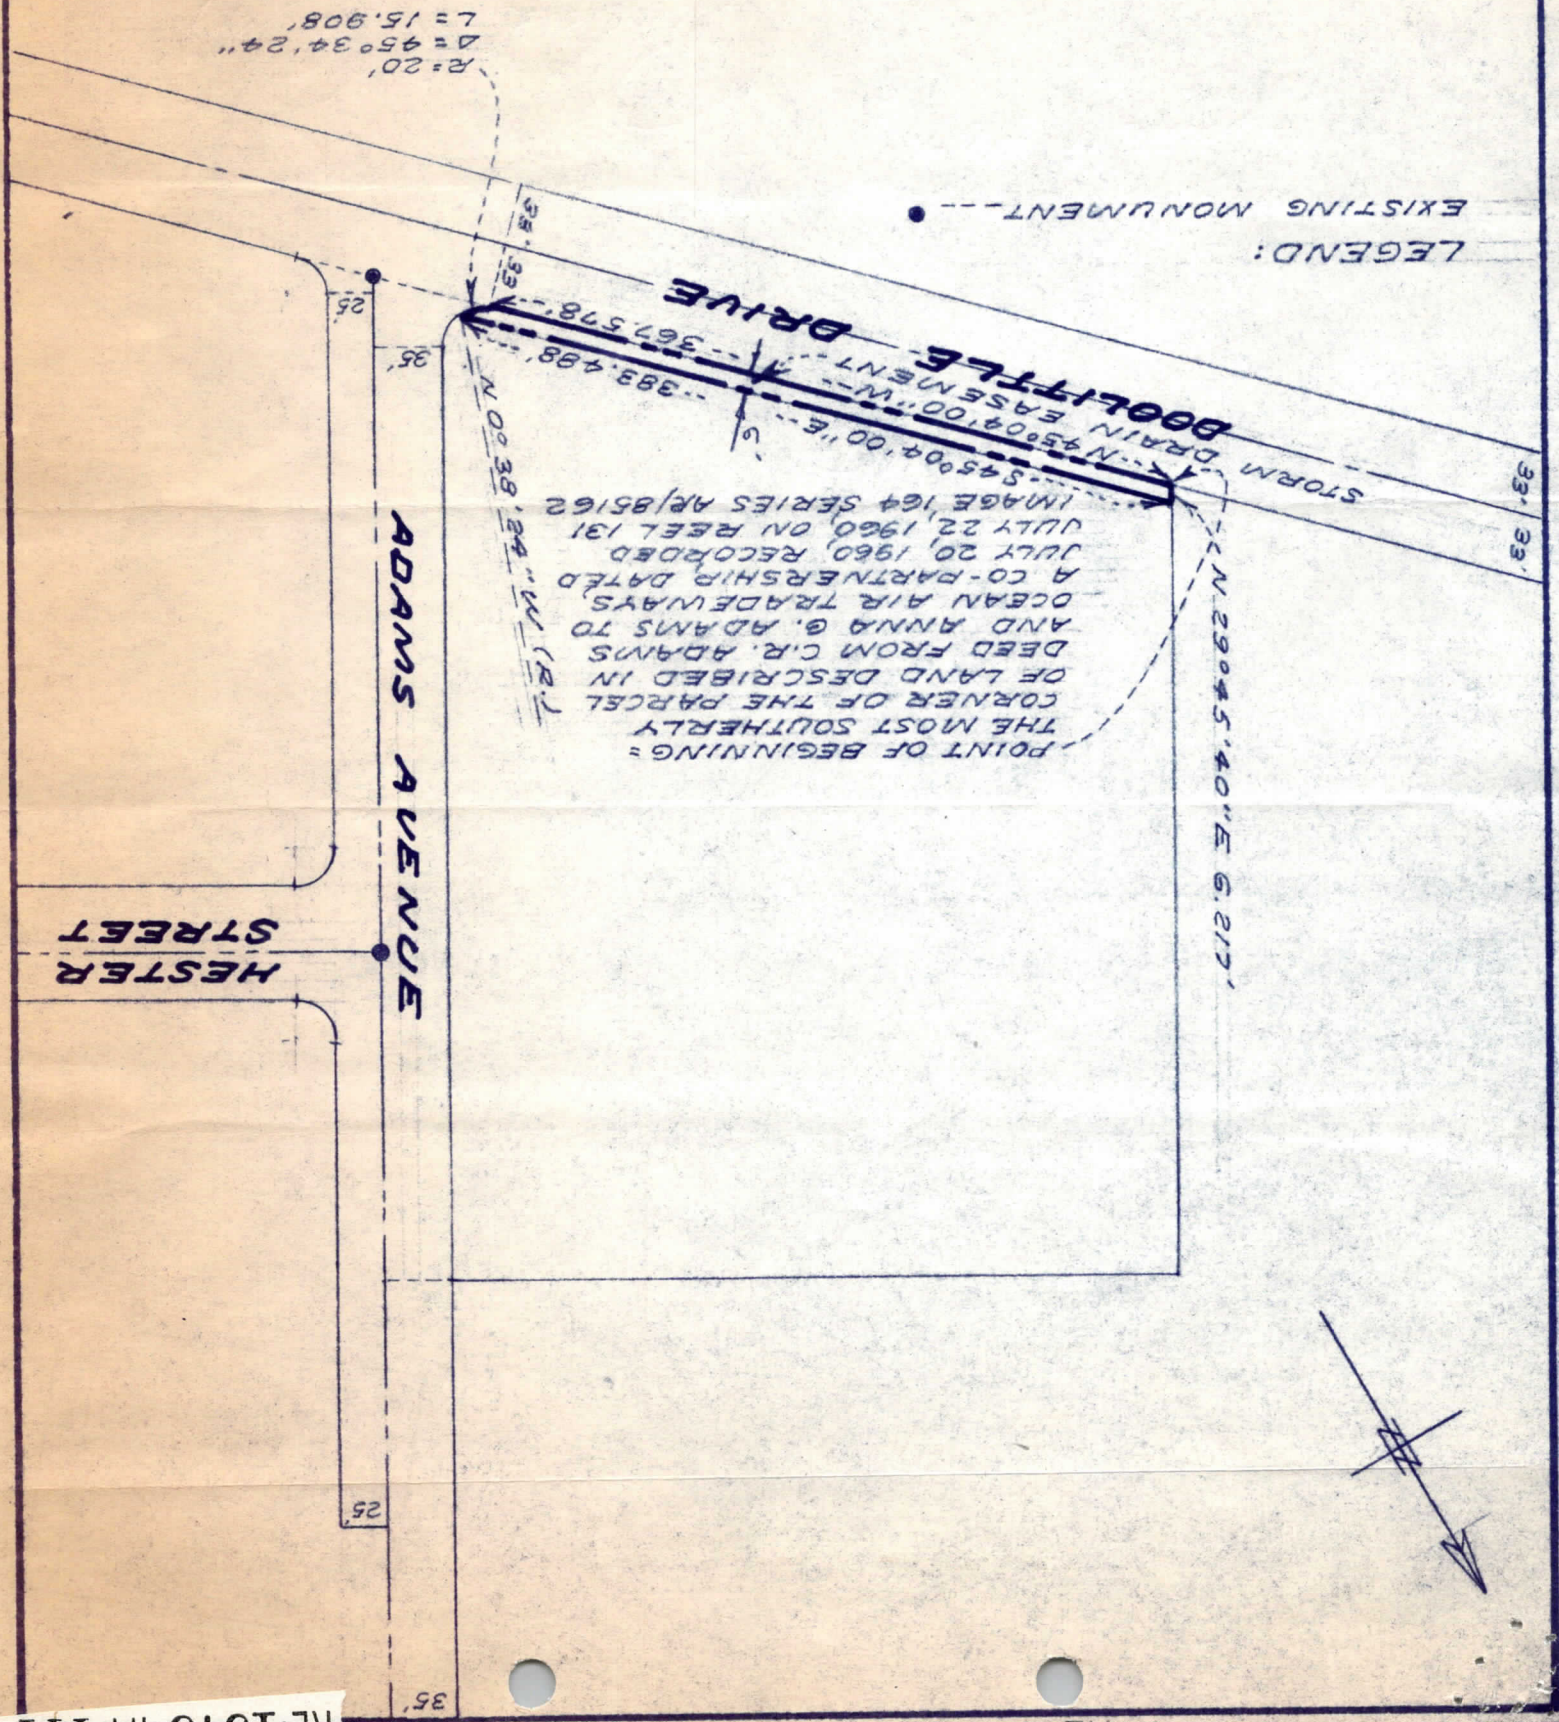 35'
25'
HESTER
STREET
ADAMS AVENUE
POINT OF BEGINNING =
THE MOST SOUTHERLY
CORNER OF THE PARCEL
OF LAND DESCRIBED IN
DEED FROM C.R. ADAMS
AND ANNA G. ADAMS TO
OCEAN AIR TRADEWAYS,
A CO-PARTNERSHIP, DATED
JULY 20, 1960, RECORDED
JULY 22, 1960, ON REEL 131
IMAGE 164 SERIES AR/85162
N 29°45'40"E 6.217'
N 0°38'24"W (R.)
S45°04'00"E
383.488'
6'
N45°04'00"W
367.578'
STORM DRAIN EASEMENT
DOOLITTLE DRIVE
33'
33'
35'
25'
33'
LEGEND:
EXISTING MONUMENT
R=20'
Δ=45°34'24"
L=15.908'